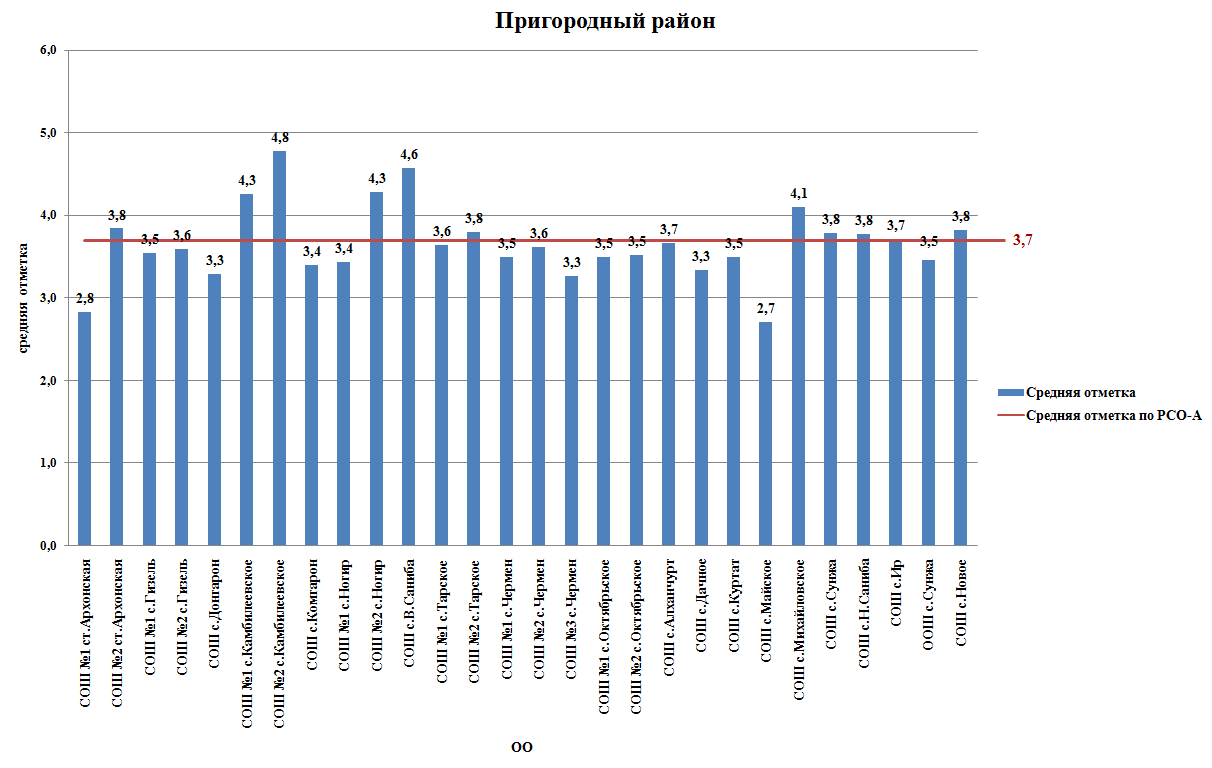 Пригородный район
6,0
5,0
4,0
3,0
2,0
1,0
0,0
средняя отметка
2,8
3,8
3,5
3,6
3,3
4,3
4,8
3,4
3,4
4,3
4,6
3,6
3,8
3,5
3,6
3,3
3,5
3,5
3,7
3,3
3,5
2,7
4,1
3,8
3,8
3,7
3,5
3,8
3,7
СОШ №1 ст.Архонская
СОШ №2 ст.Архонская
СОШ №1 с.Гизель
СОШ №2 с.Гизель
СОШ с.Донгарон
СОШ №1 с.Камбилеевское
СОШ №2 с.Камбилеевское
СОШ с.Комгарон
СОШ №1 с.Ногир
СОШ №2 с.Ногир
СОШ с.В.Саниба
СОШ №1 с.Тарское
СОШ №2 с.Тарское
СОШ №1 с.Чермен
СОШ №2 с.Чермен
СОШ №3 с.Чермен
СОШ №1 с.Октябрьское
СОШ №2 с.Октябрьское
СОШ с.Алханчурт
СОШ с.Дачное
СОШ с.Куртат
СОШ с.Майское
СОШ с.Михайловское
СОШ с.Сунжа
СОШ с.Н.Саниба
СОШ с.Ир
ООШ с.Сунжа
СОШ с.Новое
ОО
Средняя отметка
Средняя отметка по РСО-А